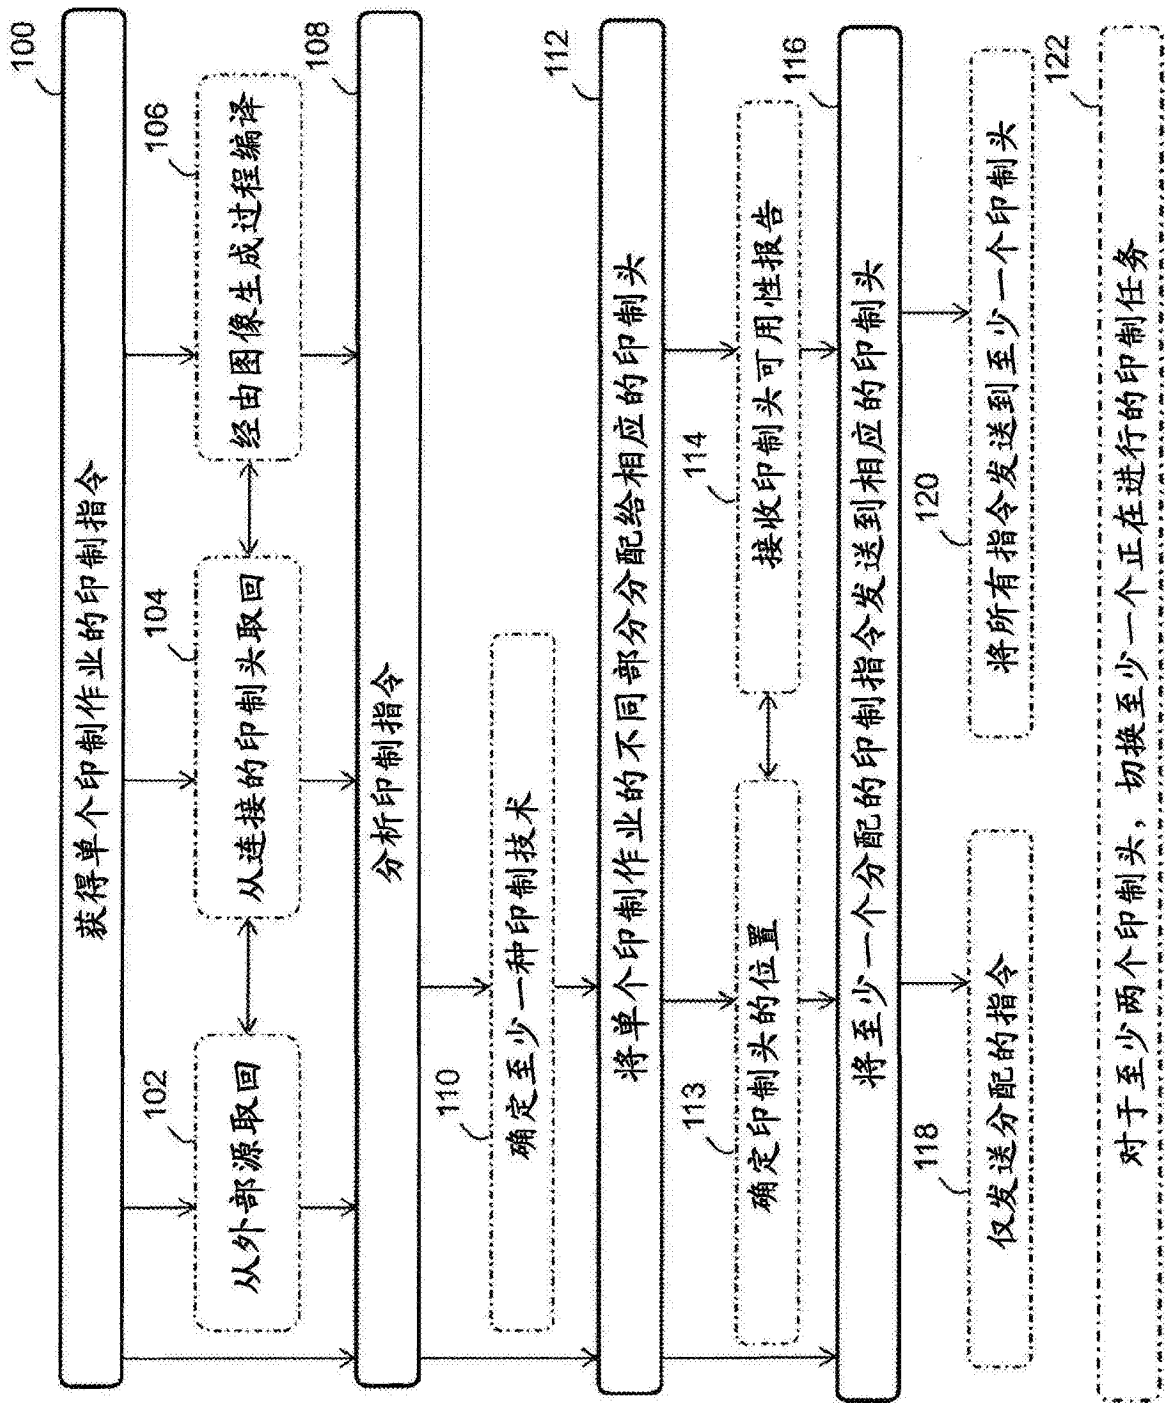 100
获得单个印制作业的印制指令
102
从外部源取回
104
从连接的印制头取回
106
经由图像生成过程编译
108
分析印制指令
110
确定至少一种印制技术
112
将单个印制作业的不同部分分配给相应的印制头
113
确定印制头的位置
114
接收印制头可用性报告
116
将至少一个分配的印制指令发送到相应的印制头
118
仅发送分配的指令
120
将所有指令发送到至少一个印制头
122
对于至少两个印制头，切换至少一个正在进行的印制任务